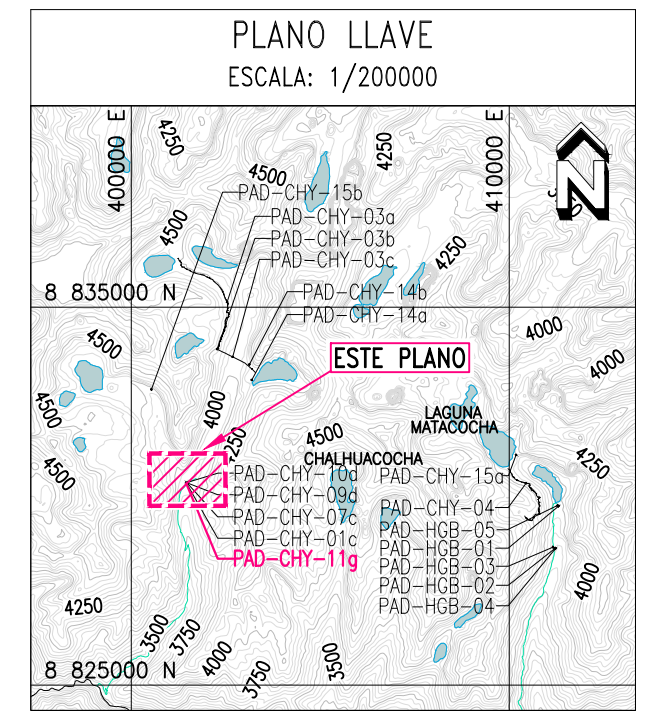 PLANO LLAVE
ESCALA: 1/200000
400000 E
410000 E
N
4250
4500
4250
PAD-CHY-15b
PAD-CHY-03a
4500
PAD-CHY-03b
PAD-CHY-03c
4250
8 835000 N
PAD-CHY-14b
PAD-CHY-14a
4000
4500
ESTE PLANO
4000
4500
4000
LAGUNA
MATACOCHA
4250
4500
CHALHUACOCHA
4250
4500
PAD-CHY-10d
PAD-CHY-15a
PAD-CHY-09d
PAD-CHY-04
PAD-CHY-07c
PAD-HGB-05
PAD-CHY-01c
PAD-HGB-01
PAD-CHY-11g
PAD-HGB-03
PAD-HGB-02
4000
4250
PAD-HGB-04
3500
3750
4000
3750
3500
8 825000 N